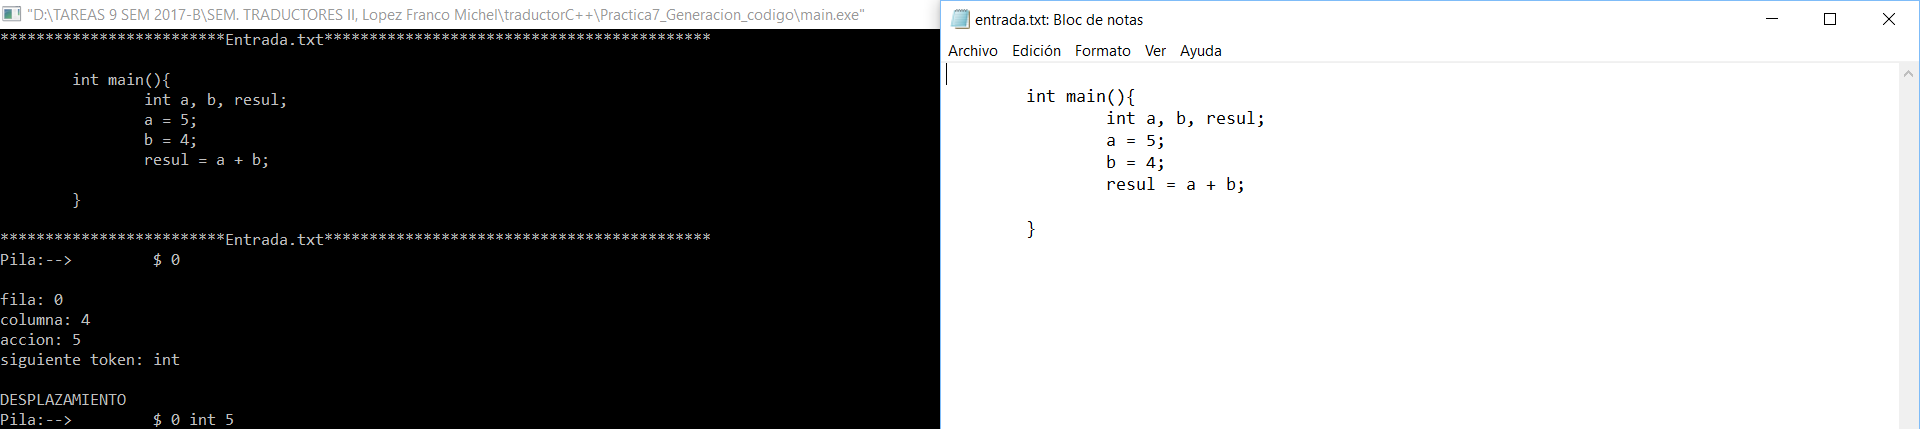 "D:\TAREAS 9 SEM 2017-B\SEM. TRADUCTORES II, Lopez Franco Michel\traductorC++\Practica7_Generacion_codigo\main.exe"
*************************Entrada.txt*******************************************
int main(){
int a, b, resul;
a = 5;
b = 4;
resul = a + b;
}
*************************Entrada.txt*******************************************
Pila:--> $ 0
fila: 0
columna: 4
accion: 5
siguiente token: int
DESPLAZAMIENTO
Pila:--> $ 0 int 5
entrada.txt: Bloc de notas
Archivo Edición Formato Ver Ayuda
int main(){
int a, b, resul;
a = 5;
b = 4;
resul = a + b;
}